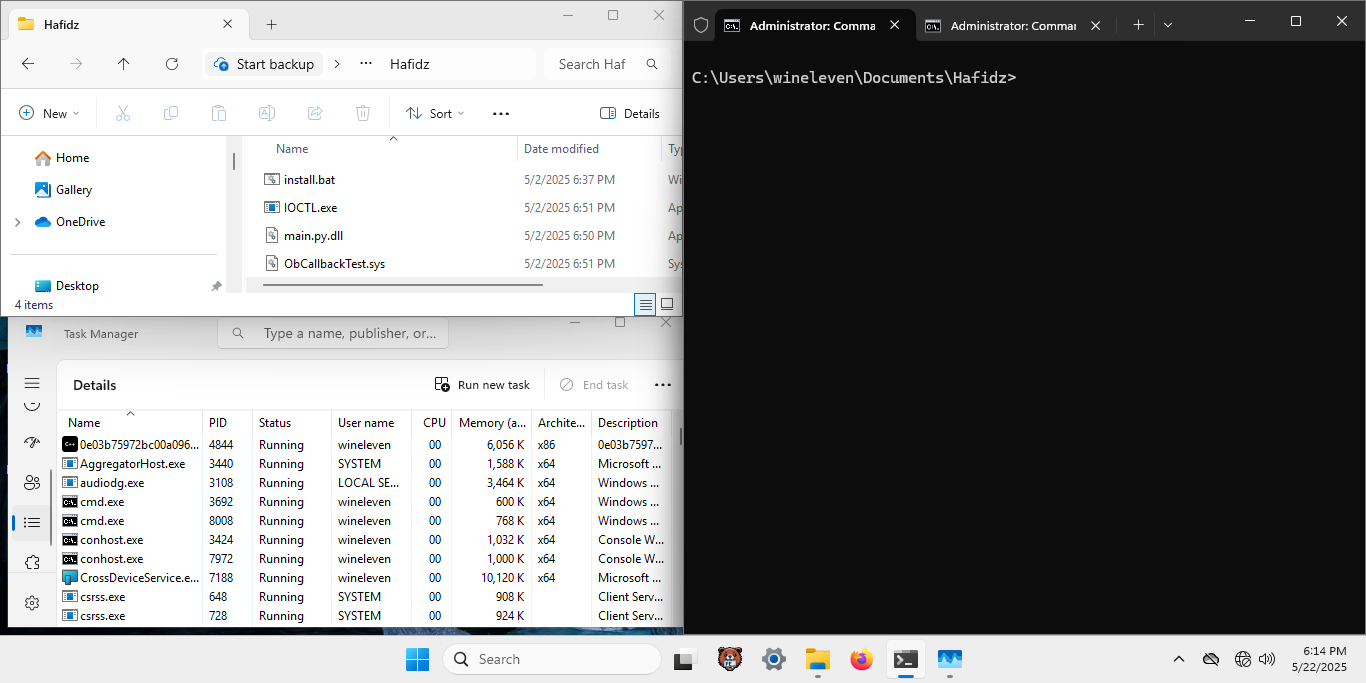 Hafidz
Start backup
Hafidz
Search Haf
New
Sort
Details
Home
Gallery
OneDrive
Desktop
Name Date modified Ty
install.bat 5/2/2025 6:37 PM Wi
IOCTL.exe 5/2/2025 6:51 PM Ap
main.py.dll 5/2/2025 6:50 PM Ap
ObCallbackTest.sys 5/2/2025 6:51 PM Sys
4 items
Task Manager
Type a name, publisher, or...
Details
Run new task
End task
Name PID Status User name CPU Memory (a... Archite... Description
0e03b75972bc00a096... 4844 Running wineleven 00 6,056 K x86 0e03b7597...
AggregatorHost.exe 3440 Running SYSTEM 00 1,588 K x64 Microsoft ...
audiodg.exe 3108 Running LOCAL SE... 00 3,464 K x64 Windows ...
cmd.exe 3692 Running wineleven 00 600 K x64 Windows ...
cmd.exe 8008 Running wineleven 00 768 K x64 Windows ...
conhost.exe 3424 Running wineleven 00 1,032 K x64 Console W...
conhost.exe 7972 Running wineleven 00 1,000 K x64 Console W...
CrossDeviceService.e... 7188 Running wineleven 00 10,120 K x64 Microsoft ...
csrss.exe 648 Running SYSTEM 00 908 K Client Serv...
csrss.exe 728 Running SYSTEM 00 924 K Client Serv...
Administrator: Comma
Administrator: Commar
C:\Users\wineleven\Documents\Hafidz>
Search
6:14 PM
5/22/2025